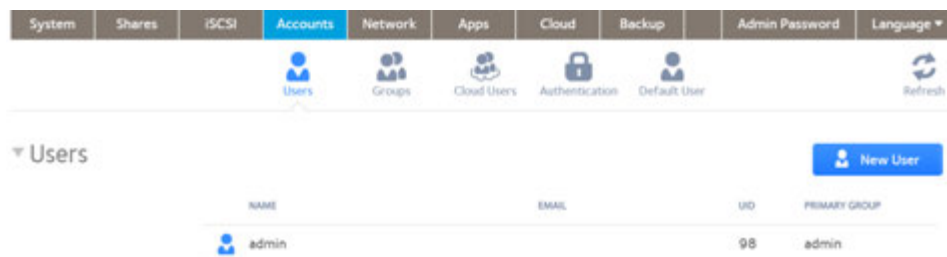 System Shares iSCSI Accounts Network Apps Cloud Backup Admin Password Language
Users Groups Cloud Users Authentication Default User Refresh
Users New User
NAME EMAIL UID PRIMARY GROUP
admin 98 admin